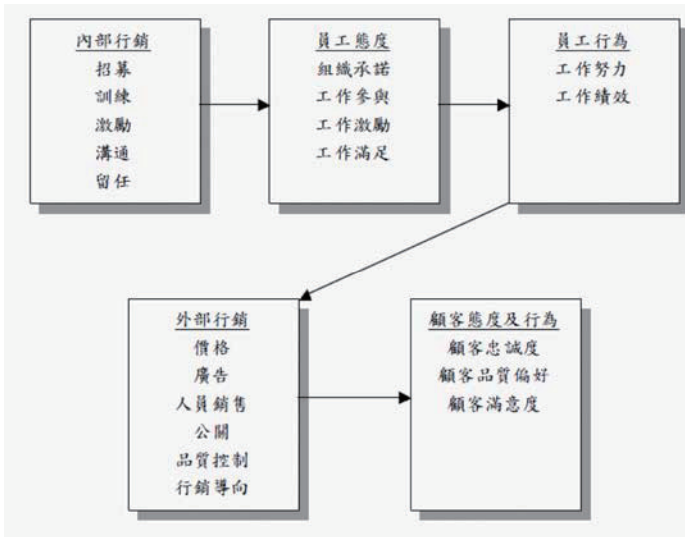 內部行銷
招募
訓練
激勵
溝通
留任
員工態度
組織承諾
工作參與
工作激勵
工作滿足
員工行為
工作努力
工作績效
外部行銷
價格
廣告
人員銷售
公關
品質控制
行銷導向
顧客態度及行為
顧客忠誠度
顧客品質偏好
顧客滿意度